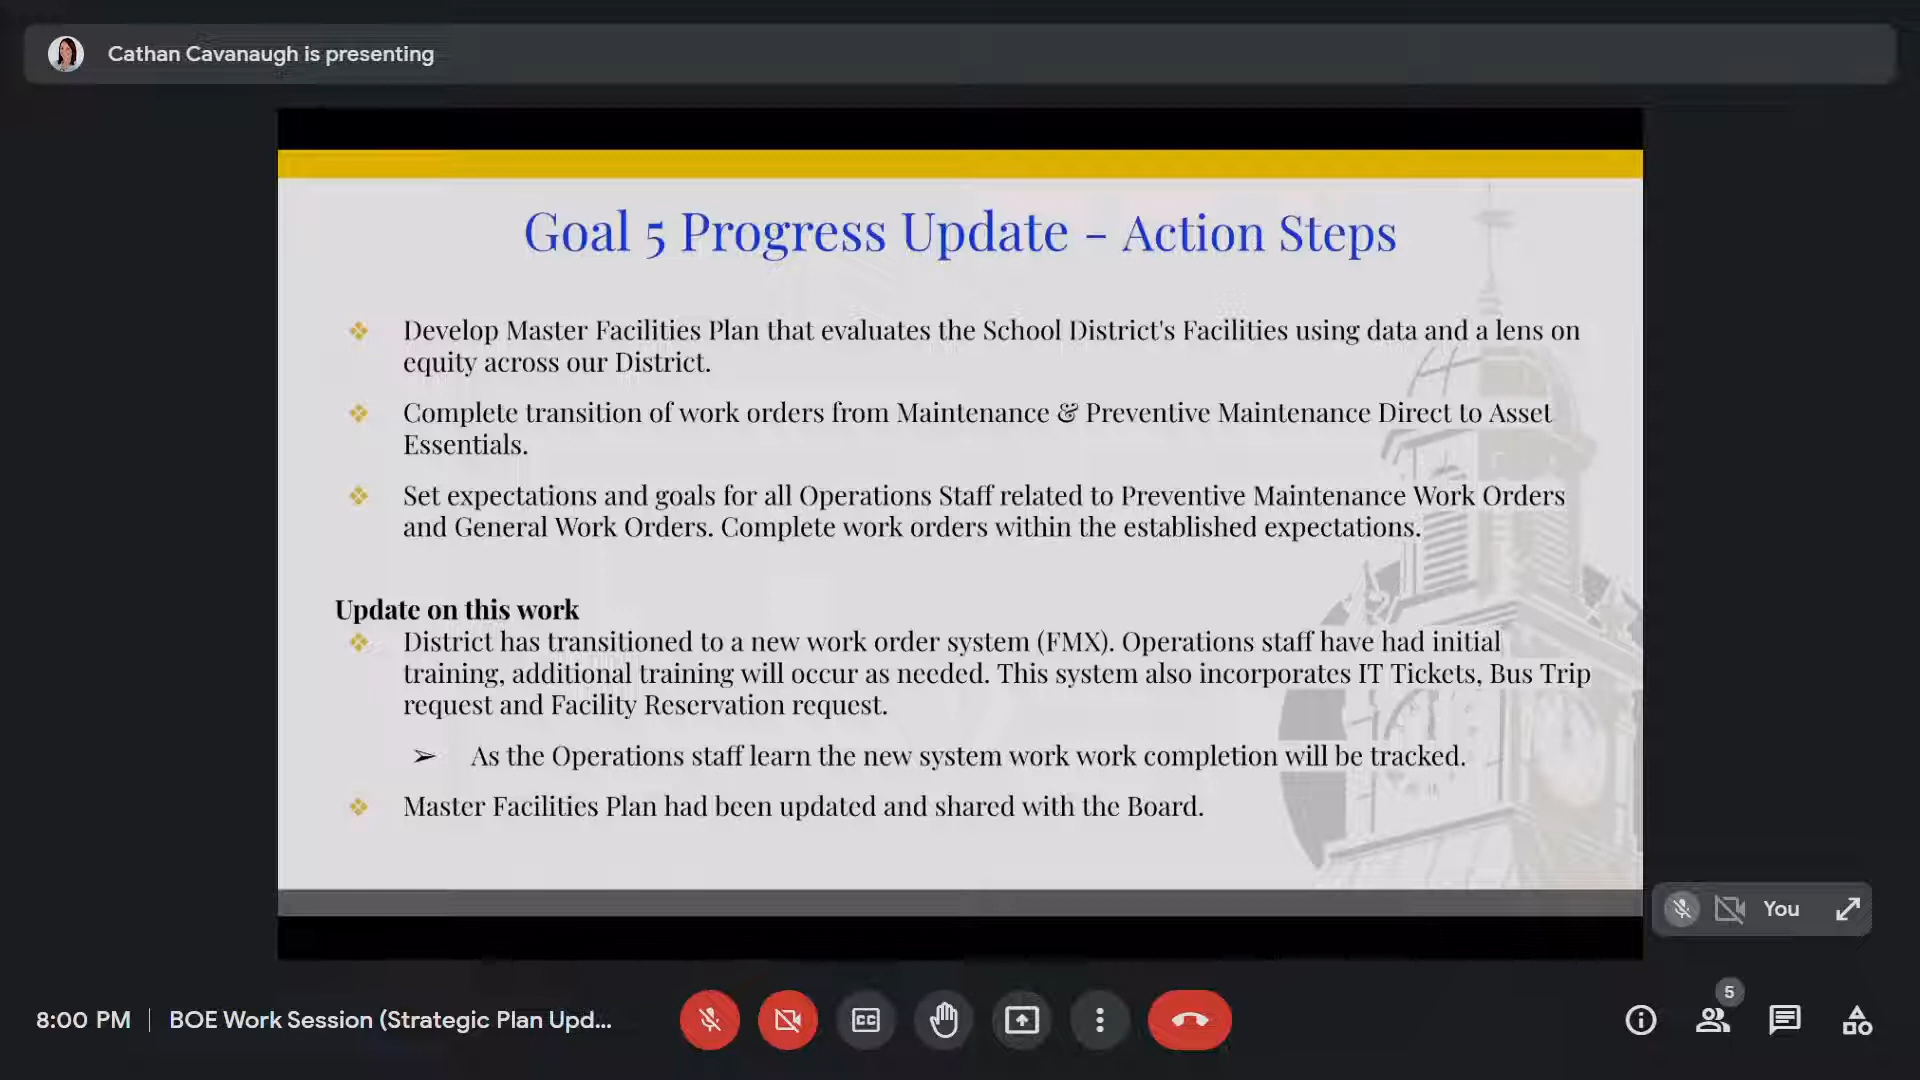 Cathan Cavanaugh is presenting
Goal 5 Progress Update - Action Steps
❖ Develop Master Facilities Plan that evaluates the School District's Facilities using data and a lens on
equity across our District.
❖ Complete transition of work orders from Maintenance & Preventive Maintenance Direct to Asset
Essentials.
❖ Set expectations and goals for all Operations Staff related to Preventive Maintenance Work Orders
and General Work Orders. Complete work orders within the established expectations.
Update on this work
❖ District has transitioned to a new work order system (FMX). Operations staff have had initial
training, additional training will occur as needed. This system also incorporates IT Tickets, Bus Trip
request and Facility Reservation request.
➢ As the Operations staff learn the new system work work completion will be tracked.
❖ Master Facilities Plan had been updated and shared with the Board.
You
8:00 PM | BOE Work Session (Strategic Plan Upd...
CC
5